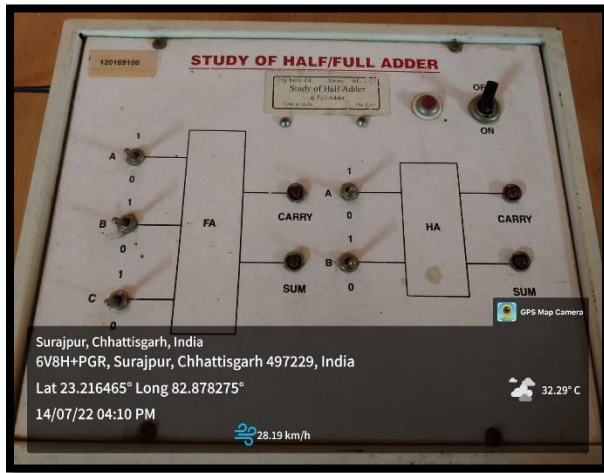 120169100
STUDY OF HALF/FULL ADDER
Study of Half Adder
& Full Adder
OFF
ON
1
A
0
1
B
0
1
C
0
FA
CARRY
SUM
1
A
0
1
B
0
HA
CARRY
SUM
GPS Map Camera
Surajpur, Chhattisgarh, India
6V8H+PGR, Surajpur, Chhattisgarh 497229, India
Lat 23.216465° Long 82.878275°
14/07/22 04:10 PM
32.29° C
28.19 km/h